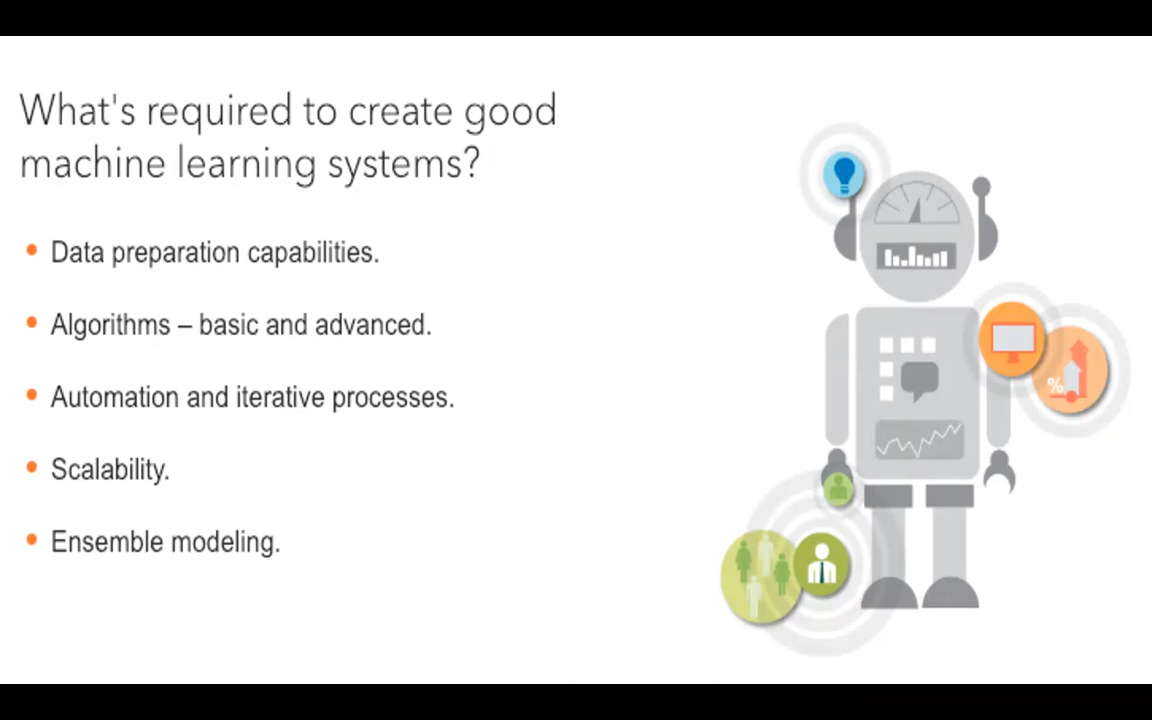 What's required to create good
machine learning systems?
• Data preparation capabilities.
• Algorithms – basic and advanced.
• Automation and iterative processes.
• Scalability.
• Ensemble modeling.
%